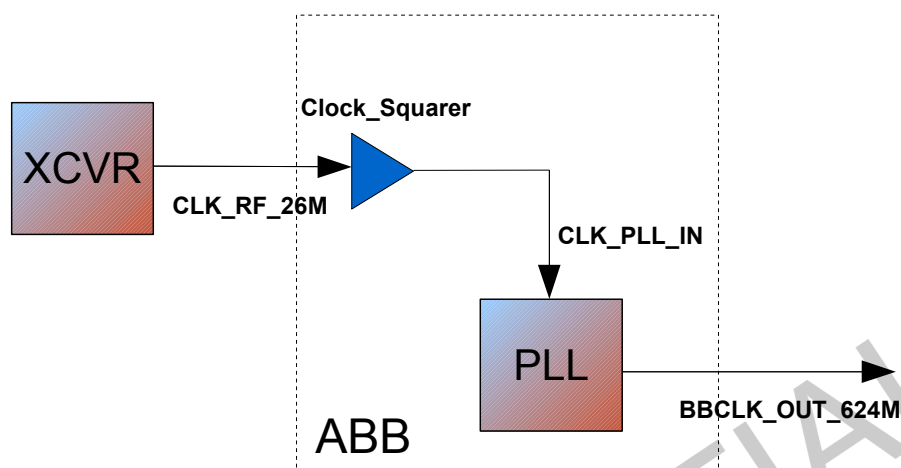 Clock_Squarer
XCVR
CLK_RF_26M
CLK_PLL_IN
PLL
BBCLK_OUT_624M
ABB